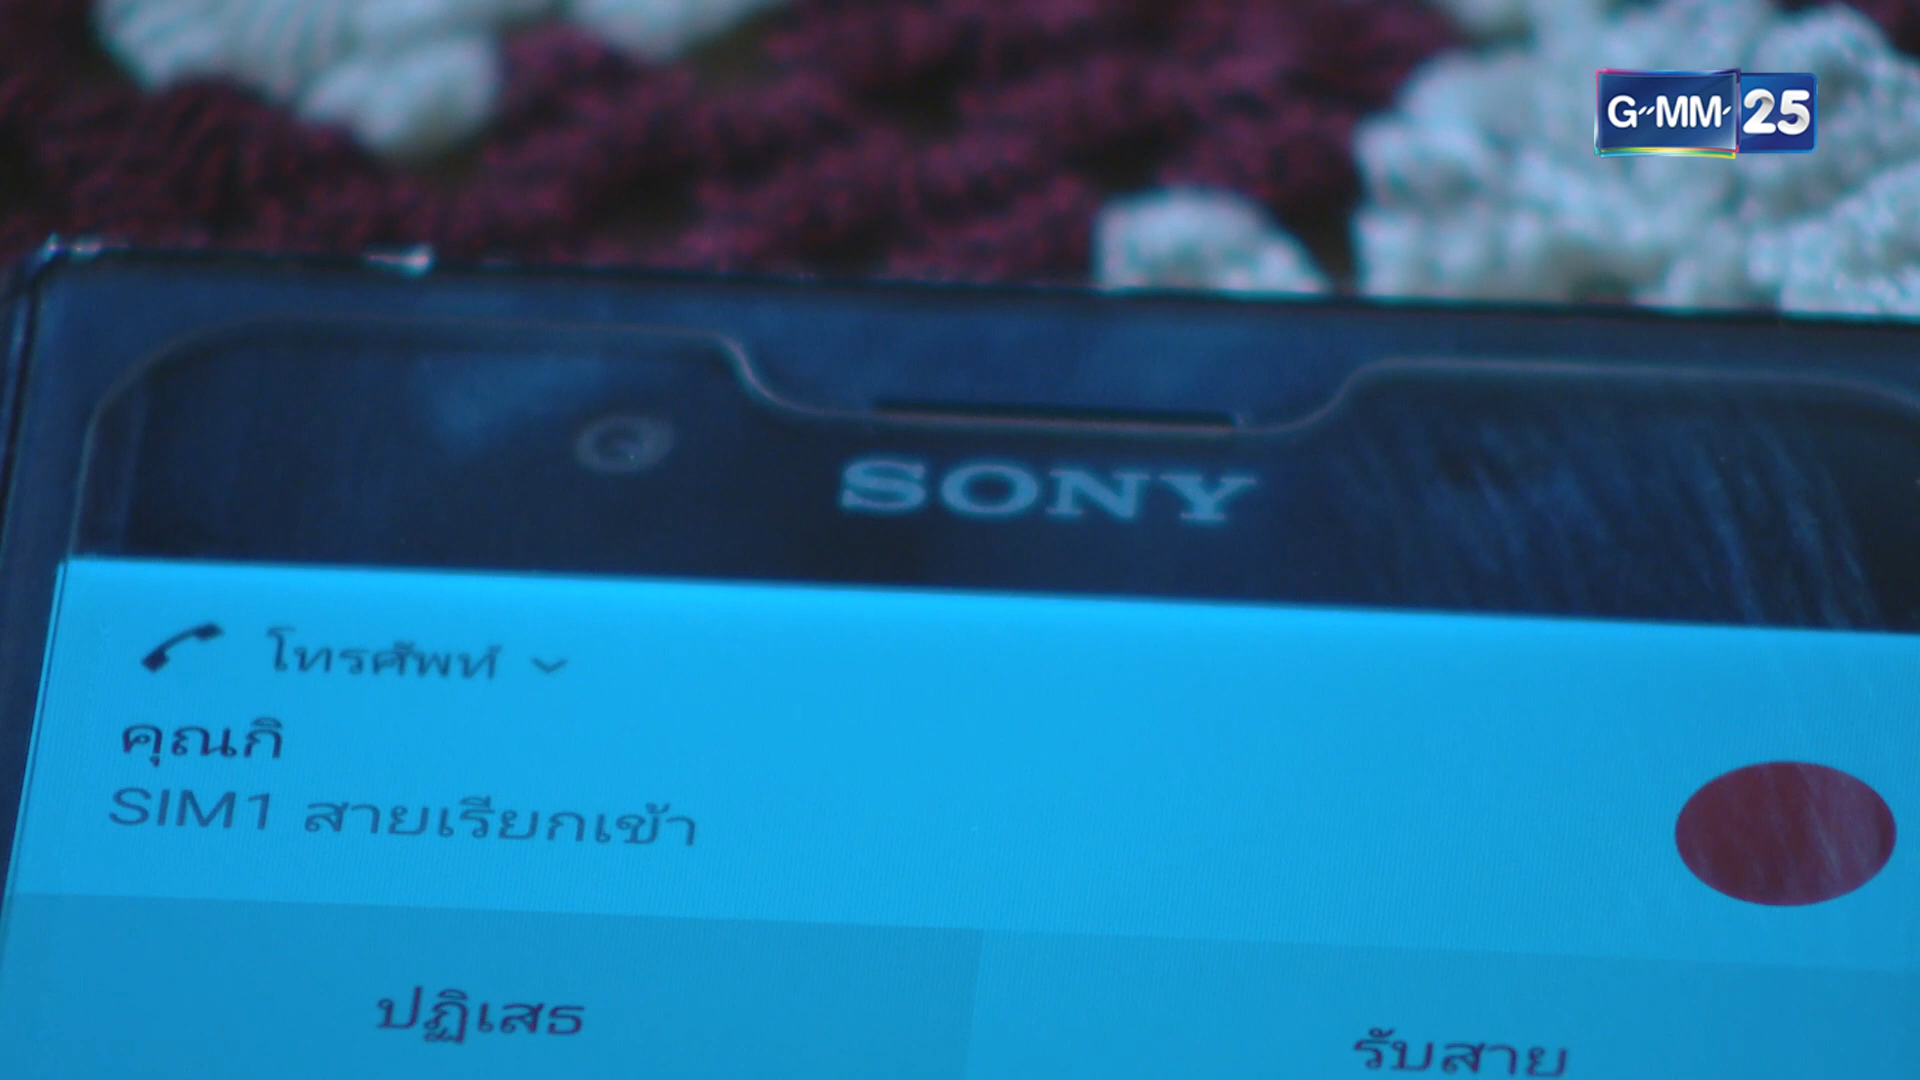 GMM 25
SONY
โทรศัพท์
คุณกิ
SIM1 สายเรียกเข้า
ปฏิเสธ
รับสาย